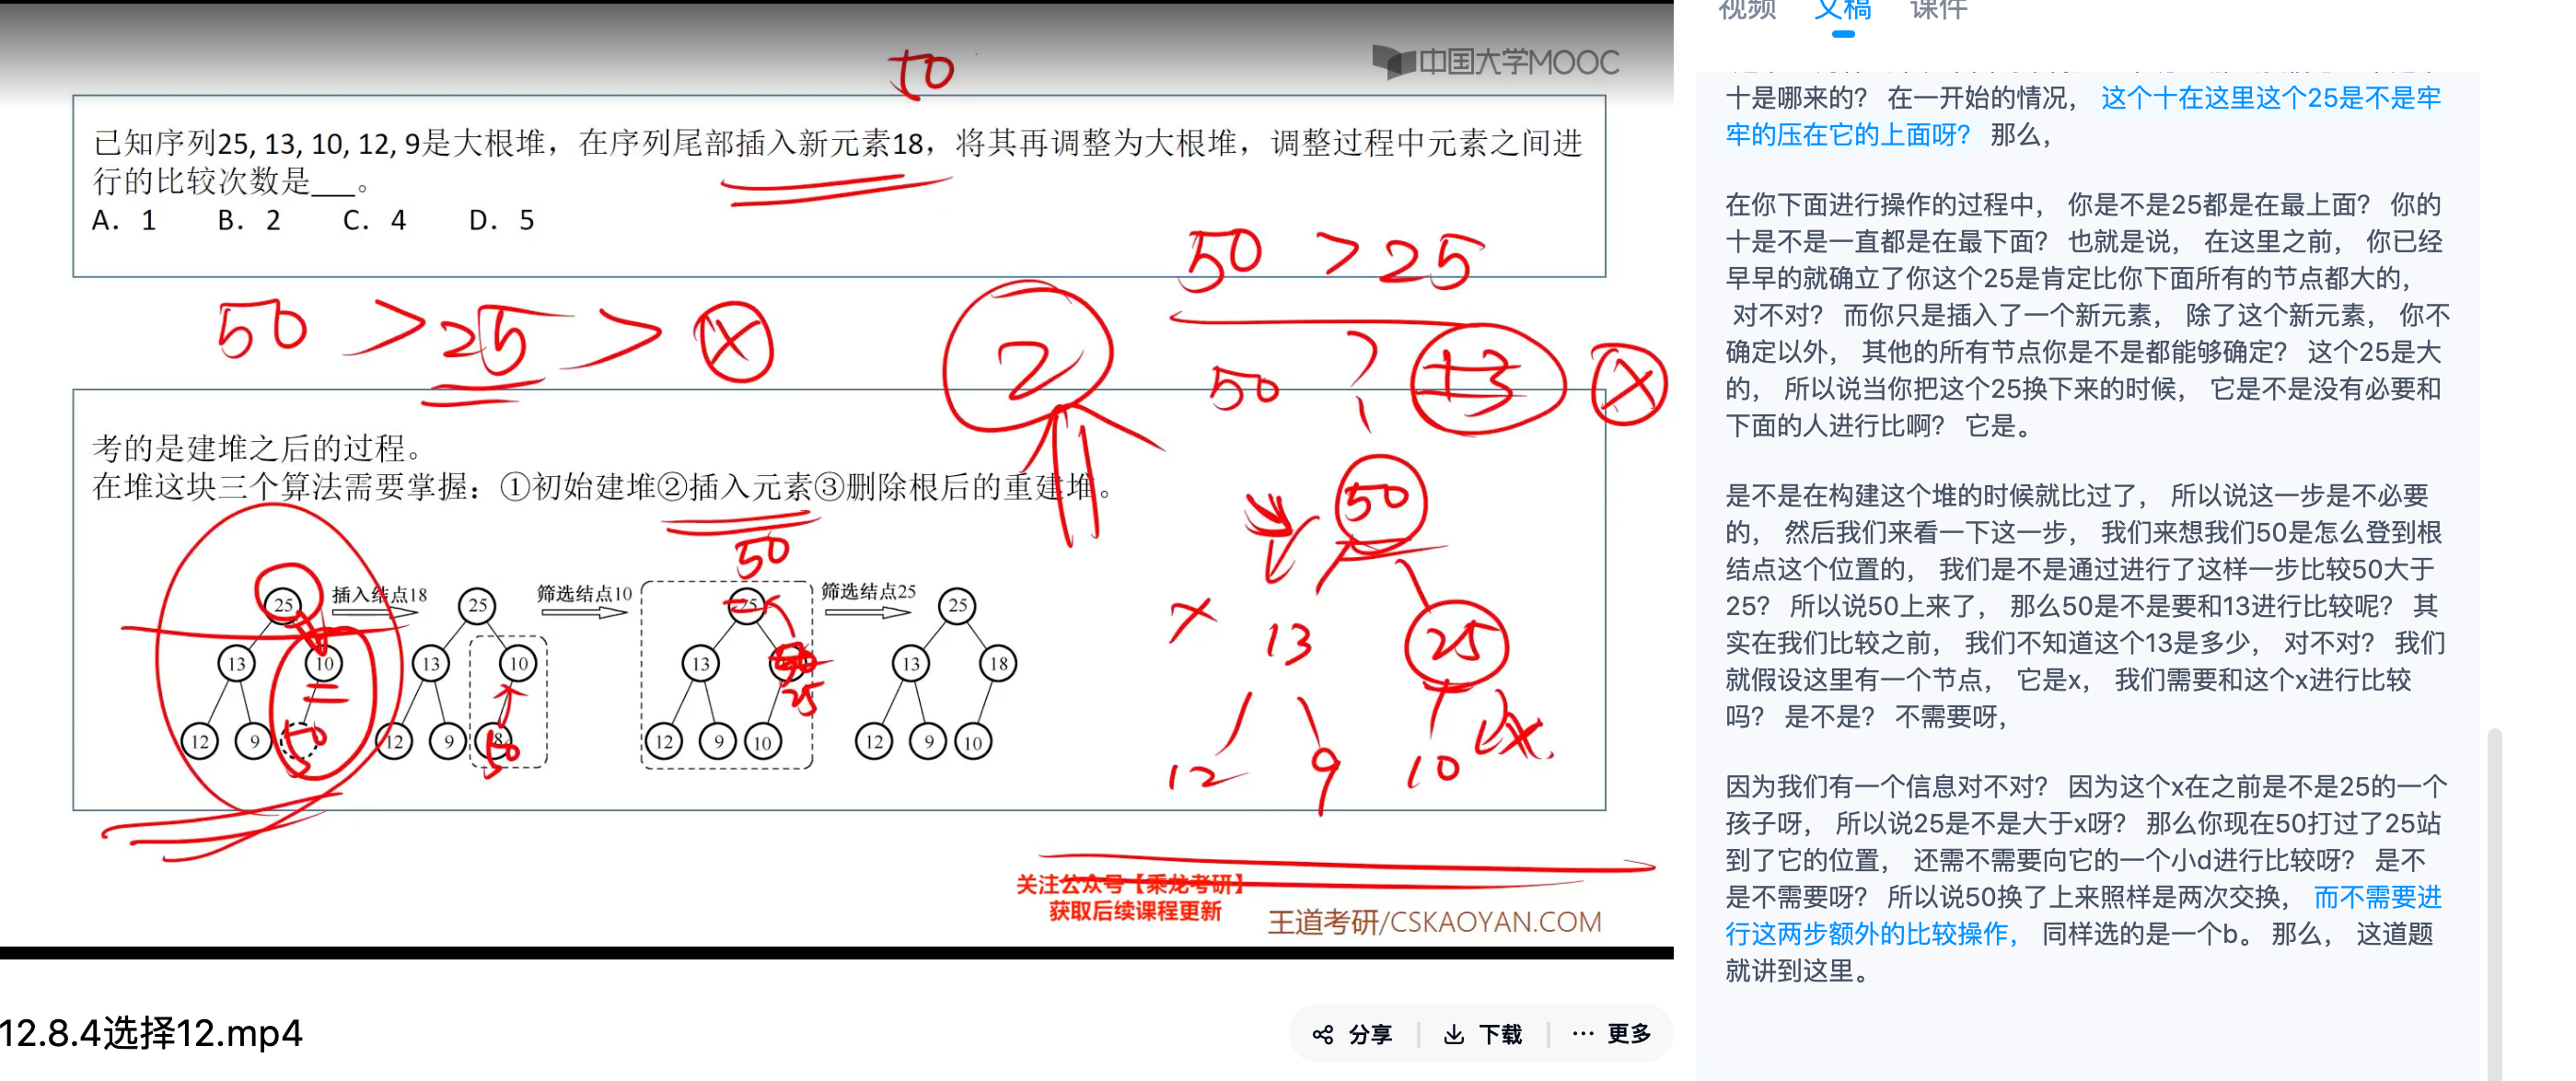 中国大学MOOC
50
已知序列25, 13, 10, 12, 9是大根堆，在序列尾部插入新元素18，将其再调整为大根堆，调整过程中元素之间进
行的比较次数是___。
A. 1 B. 2 C. 4 D. 5
50 > 25
50 > 25 > X
2
50 ? 13 X
考的是建堆之后的过程。
在堆这块三个算法需要掌握：①初始建堆②插入元素③删除根后的重建堆。
50
50
插入结点18
筛选结点10
筛选结点25
25 25 25 25
13 10 13 10 13 13 18
25
12 9 50 12 9 50 12 9 10 12 9 10
X 13 25
12 9 10 X
关注公众号【乘龙考研】
获取后续课程更新
王道考研/CSKAOYAN.COM
12.8.4选择12.mp4
分享 下载 ··· 更多
视频 文稿 课件
十是哪来的？ 在一开始的情况， 这个十在这里这个25是不是牢
牢的压在它的上面呀？ 那么，
在你下面进行操作的过程中， 你是不是25都是在最上面？ 你的
十是不是一直都是在最下面？ 也就是说， 在这里之前， 你已经
早早的就确立了你这个25是肯定比你下面所有的节点都大的，
对不对？ 而你只是插入了一个新元素， 除了这个新元素， 你不
确定以外， 其他的所有节点你是不是都能够确定？ 这个25是大
的， 所以说当你把这个25换下来的时候， 它是不是没有必要和
下面的人进行比啊？ 它是。
是不是在构建这个堆的时候就比过了， 所以说这一步是不必要
的， 然后我们来看一下这一步， 我们来想我们50是怎么登到根
结点这个位置的， 我们是不是通过进行了这样一步比较50大于
25？ 所以说50上来了， 那么50是不是要和13进行比较呢？ 其
实在我们比较之前， 我们不知道这个13是多少， 对不对？ 我们
就假设这里有一个节点， 它是x， 我们需要和这个x进行比较
吗？ 是不是？ 不需要呀，
因为我们有一个信息对不对？ 因为这个x在之前是不是25的一个
孩子呀， 所以说25是不是大于x呀？ 那么你现在50打过了25站
到了它的位置， 还需不需要向它的一个小d进行比较呀？ 是不
是不需要呀？ 所以说50换了上来照样是两次交换， 而不需要进
行这两步额外的比较操作， 同样选的是一个b。 那么， 这道题
就讲到这里。